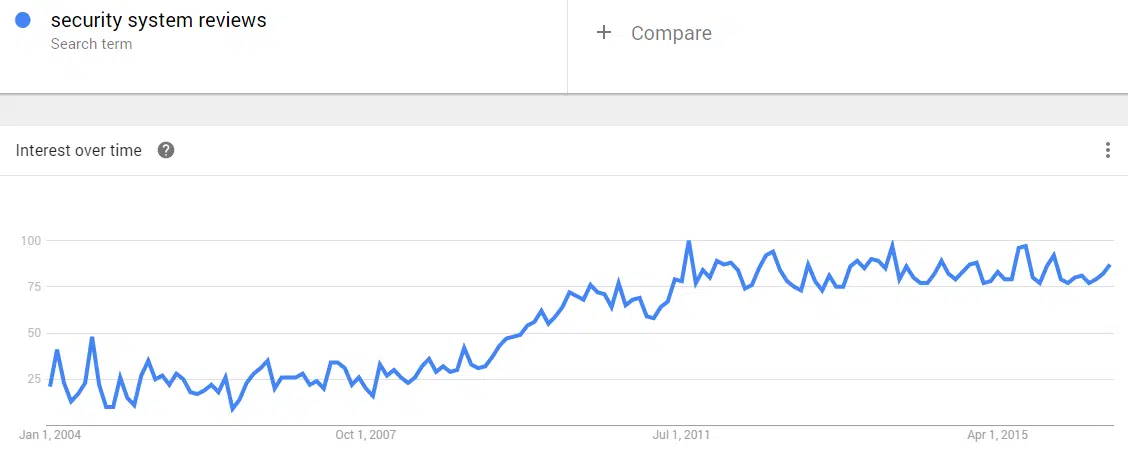 security system reviews
Search term
+ Compare
Interest over time ?
100
75
50
25
Jan 1, 2004 Oct 1, 2007 Jul 1, 2011 Apr 1, 2015